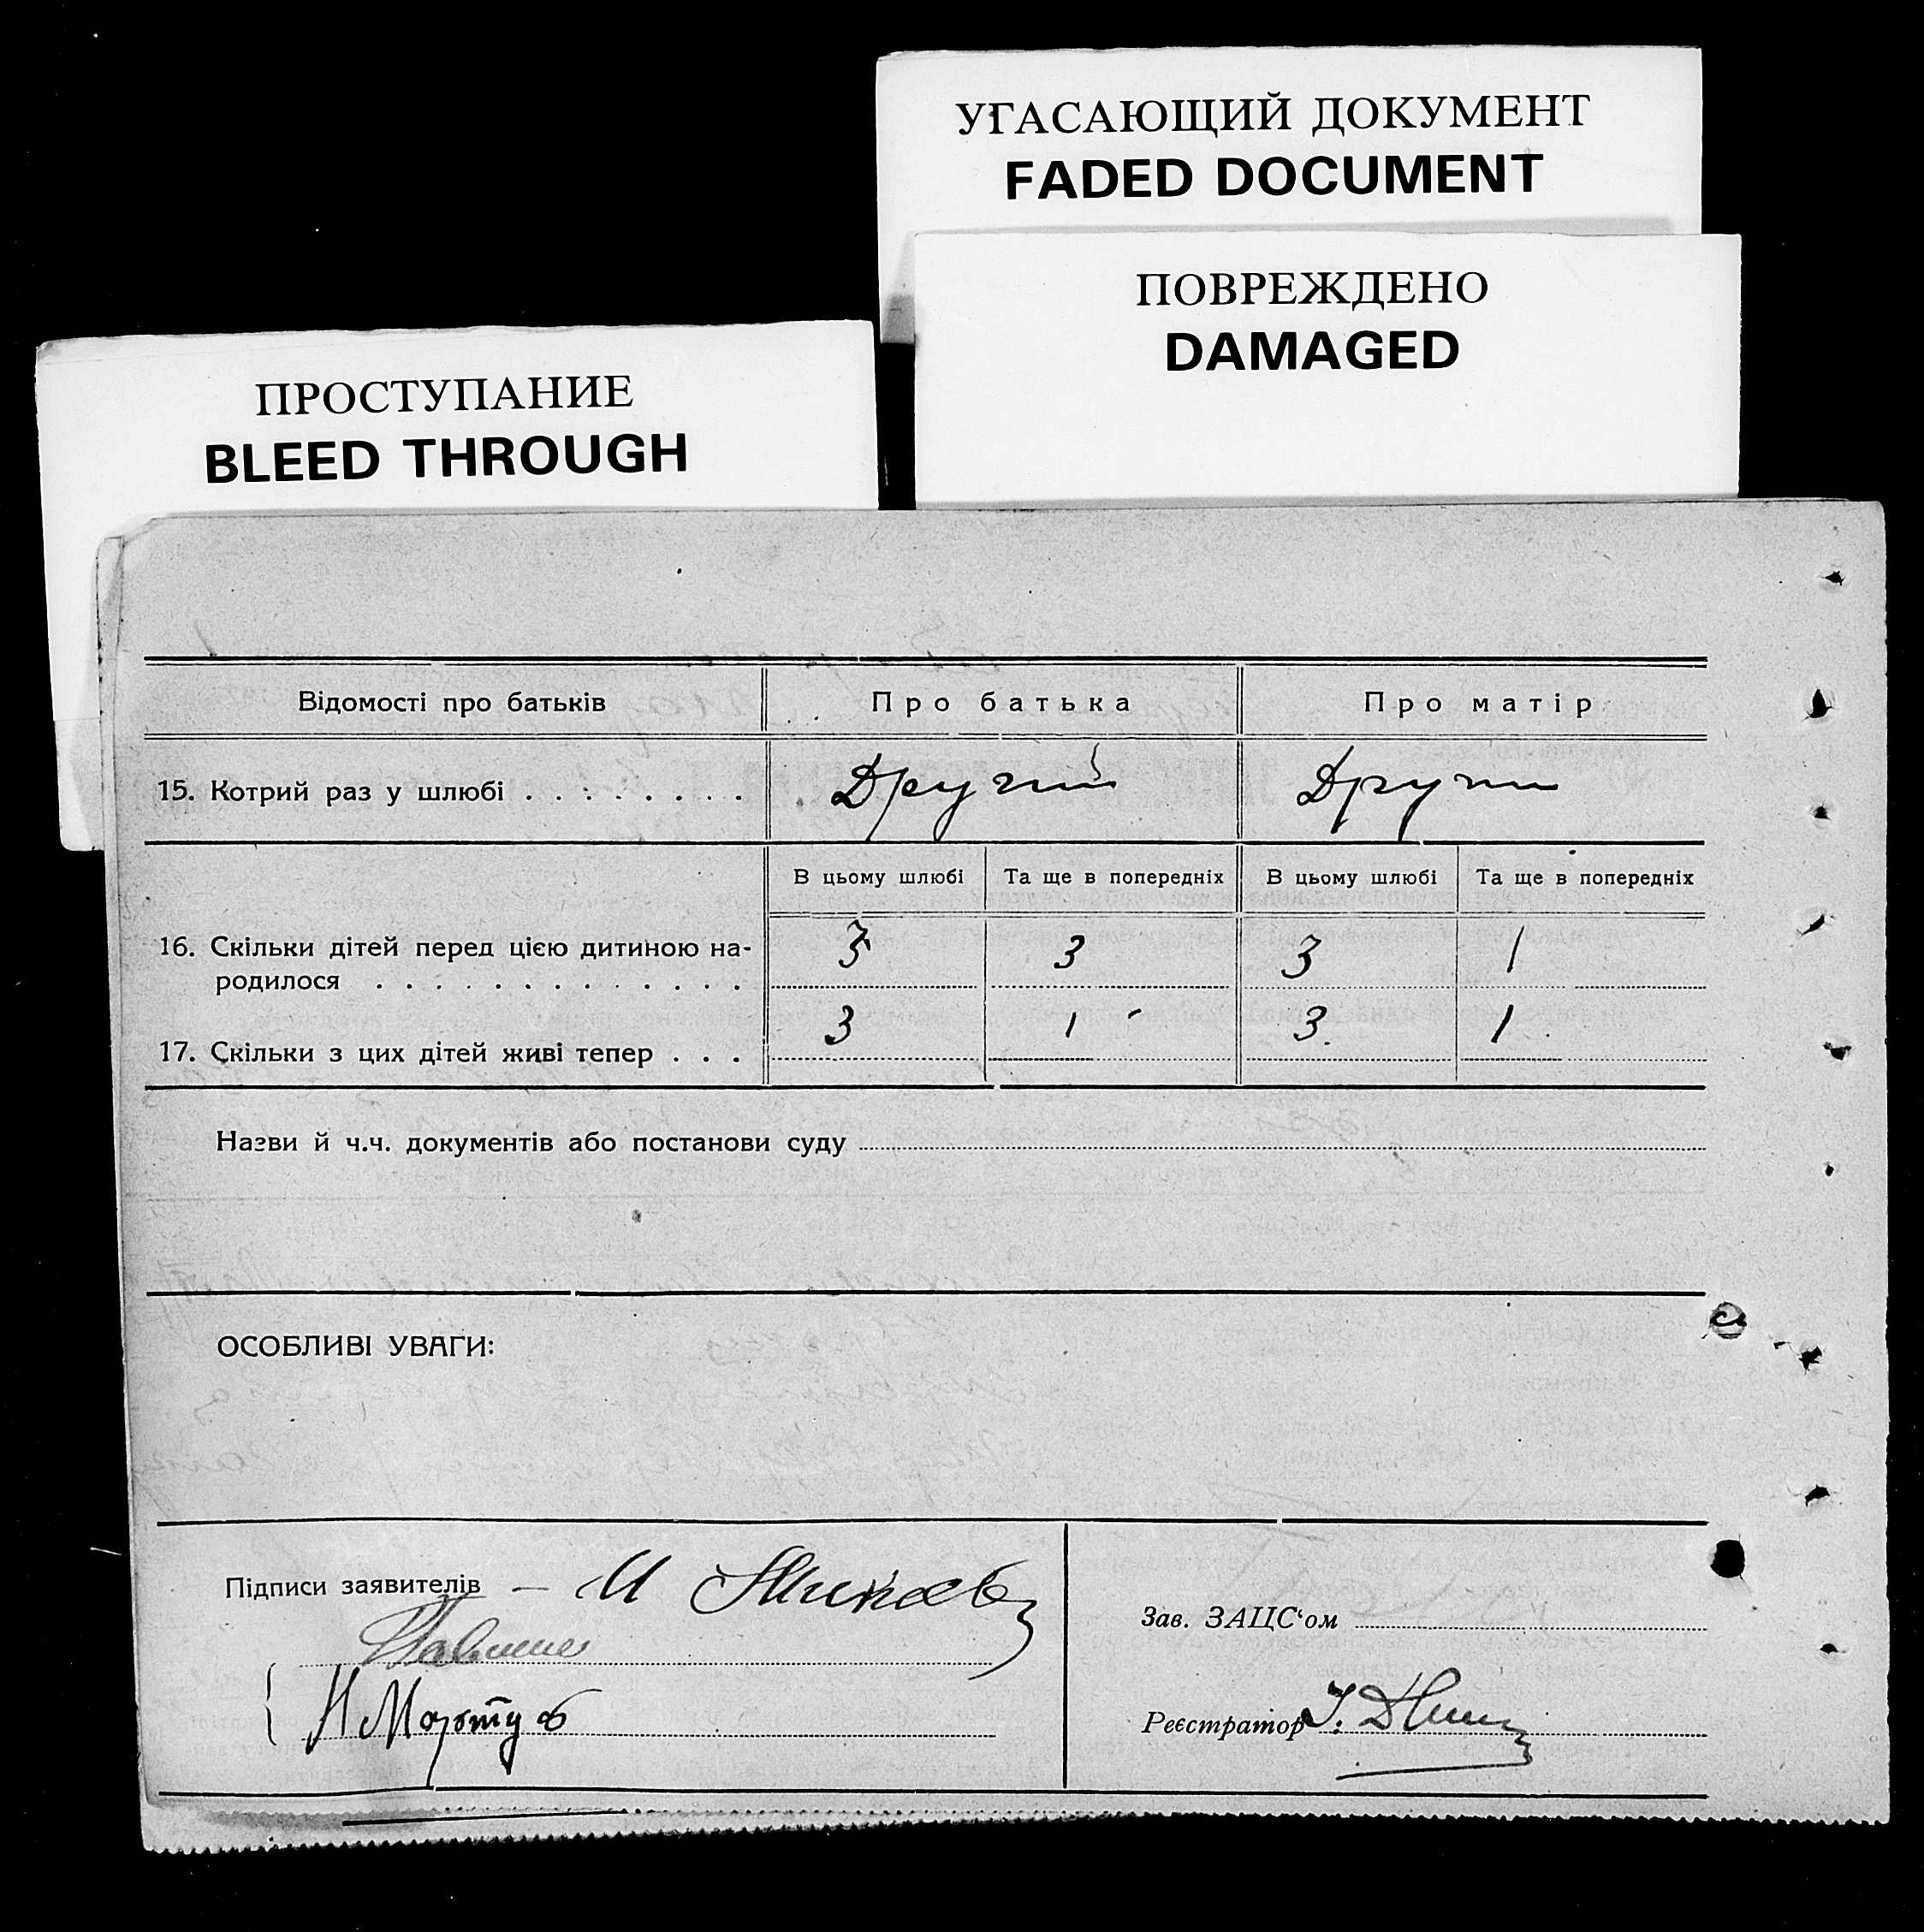 УГАСАЮЩИЙ ДОКУМЕНТ
FADED DOCUMENT
ПОВРЕЖДЕНО
DAMAGED
ПРОСТУПАНИЕ
BLEED THROUGH
Відомості про батьків Про батька Про матір
15. Котрий раз у шлюбі . . . . . . . . Другий Други
В цьому шлюбі Та ще в попередніх В цьому шлюбі Та ще в попередніх
16. Скільки дітей перед цією дитиною на-
родилося . . . . . . . . . . . . . 3 3 3 1
17. Скільки з цих дітей живі тепер . . . 3 1 3. 1
Назви й ч.ч. документів або постанови суду
ОСОБЛИВІ УВАГИ:
Підписи заявителів — И
Зав. ЗАЦС‘ом
Реєстратор